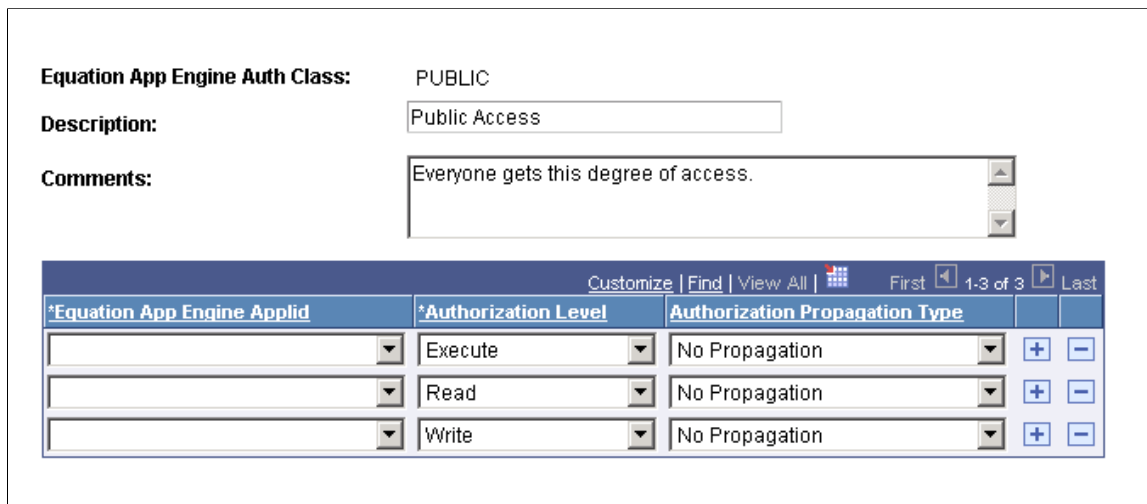 Equation App Engine Auth Class: PUBLIC
Description: Public Access
Comments: Everyone gets this degree of access.
Customize | Find | View All | First 1-3 of 3 Last
*Equation App Engine Applid *Authorization Level Authorization Propagation Type
Execute No Propagation
Read No Propagation
Write No Propagation